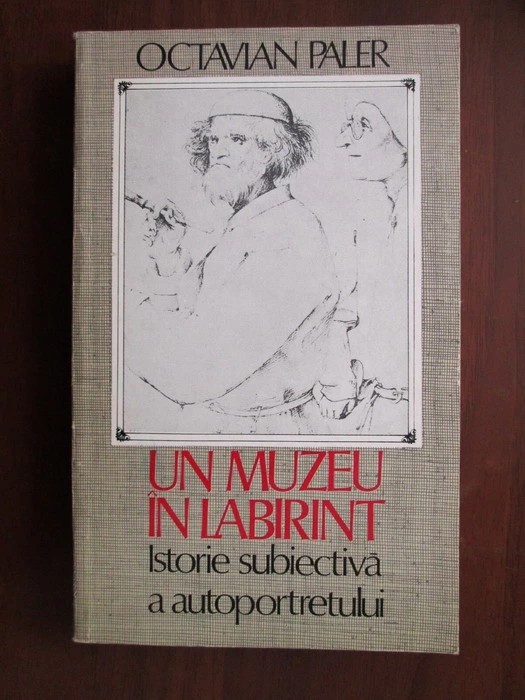 OCTAVIAN PALER
UN MUZEU
ÎN LABIRINT
Istorie subiectivă
a autoportretului